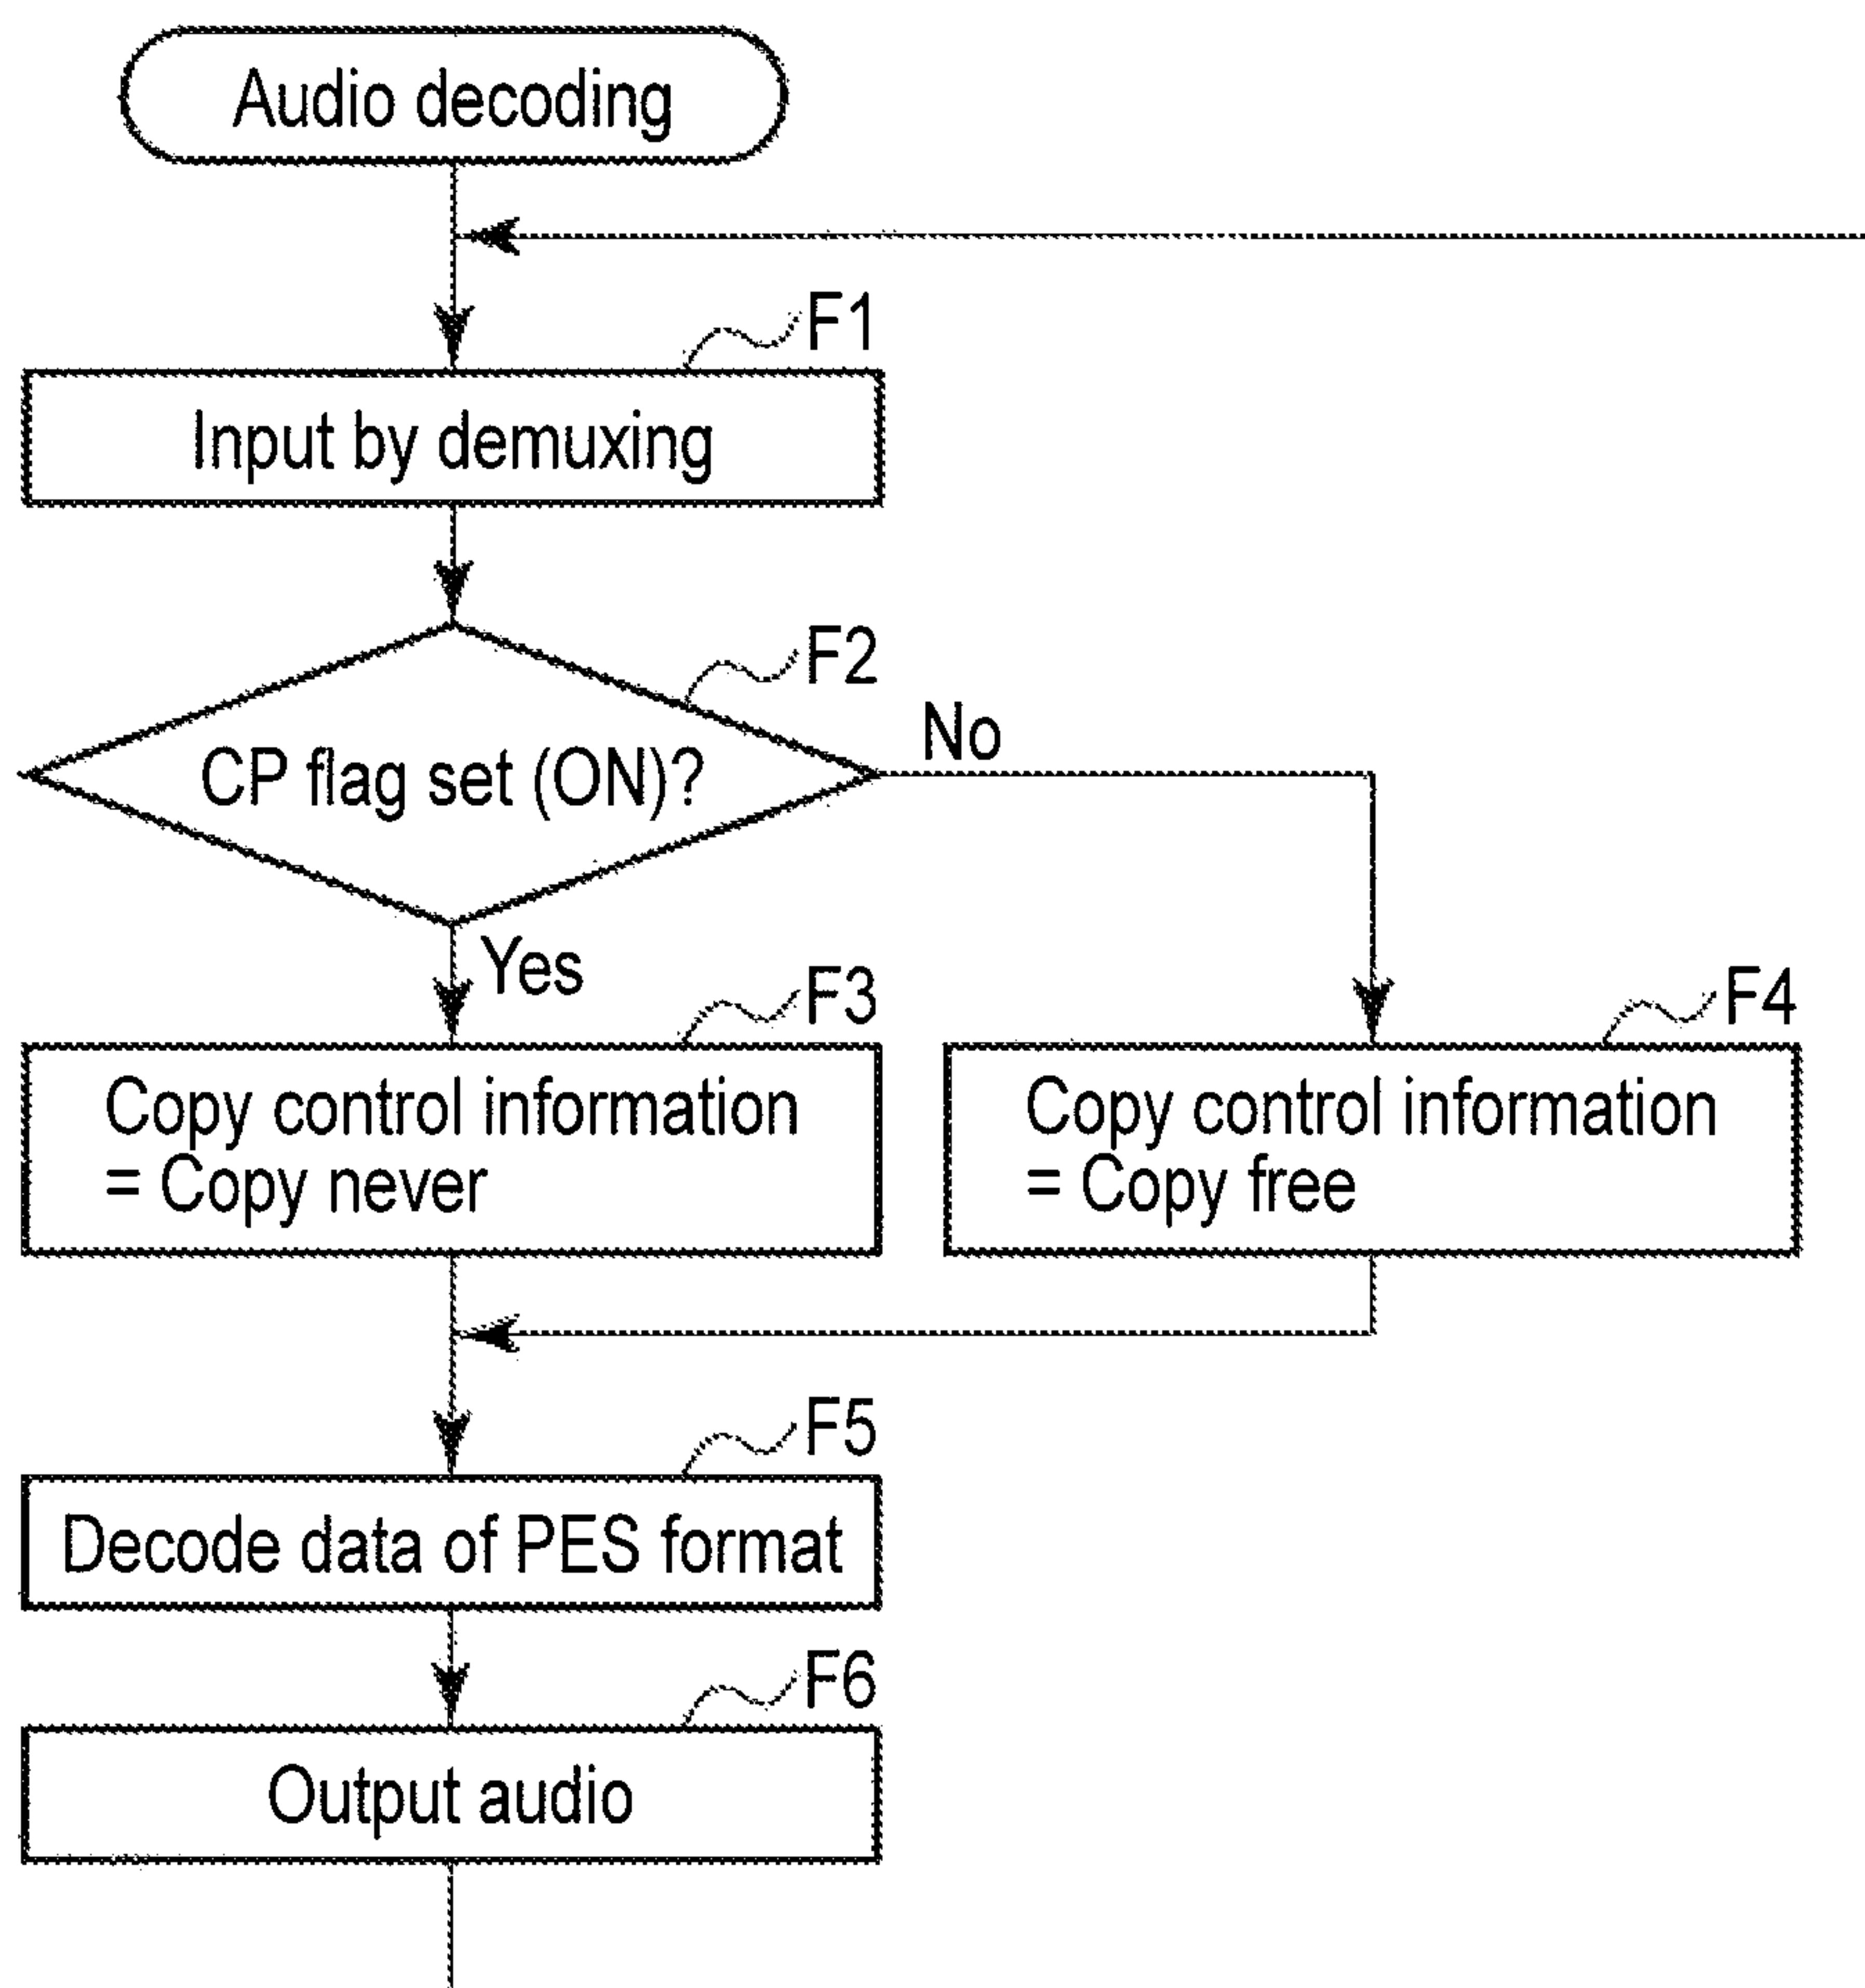 Audio decoding
F1
Input by demuxing
F2
CP flag set (ON)?
No
Yes
F3
Copy control information
= Copy never
F4
Copy control information
= Copy free
F5
Decode data of PES format
F6
Output audio